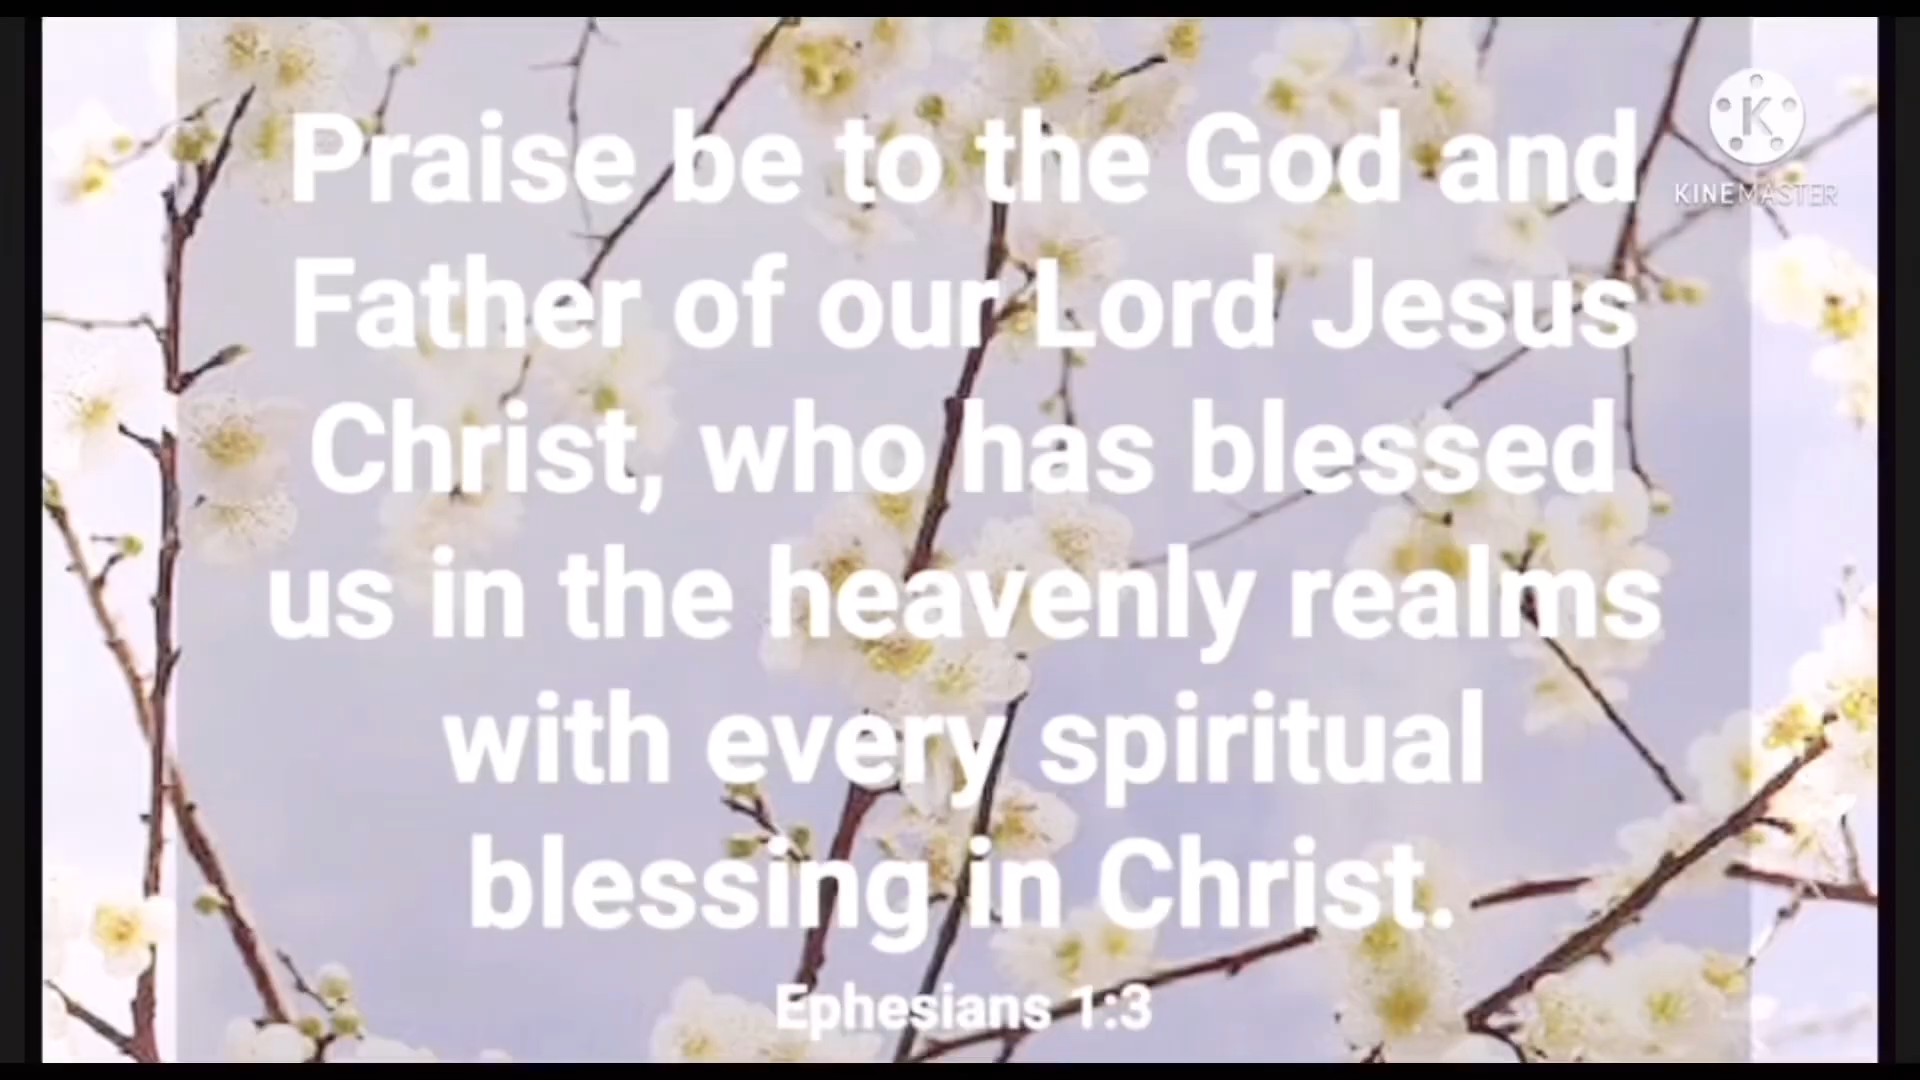 Praise be to the God and
Father of our Lord Jesus
Christ, who has blessed
us in the heavenly realms
with every spiritual
blessing in Christ.
Ephesians 1:3
K
KINEMASTER